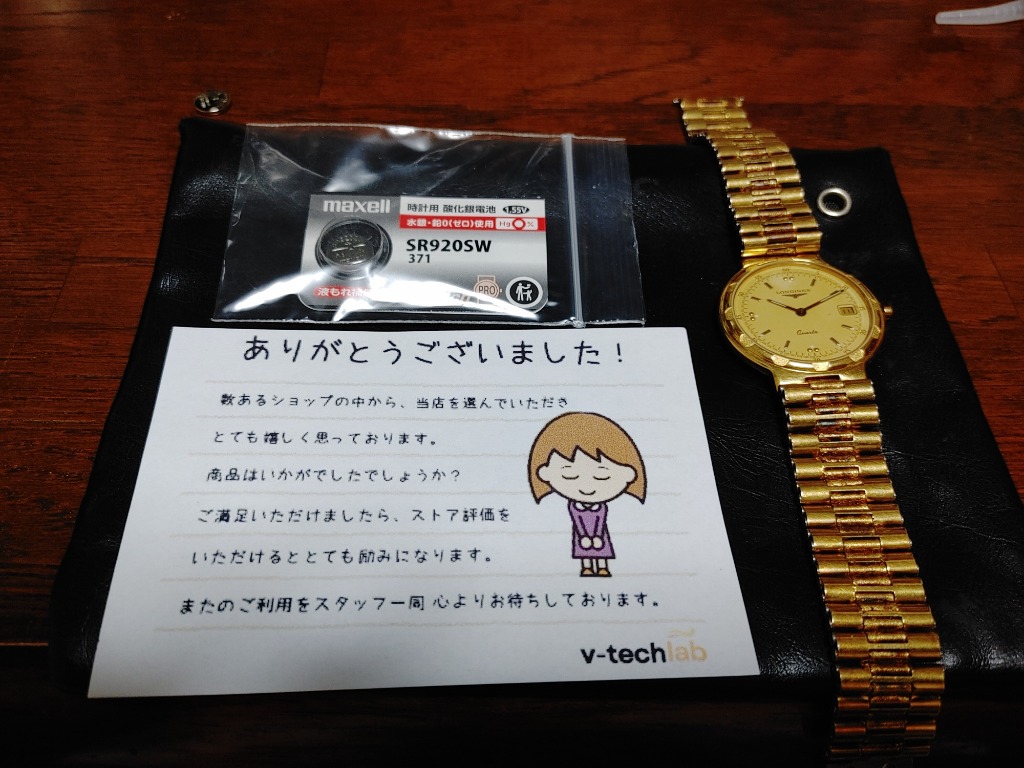 maxell
時計用 酸化銀電池 1.55V
水銀・鉛0(ゼロ)使用 Hg 0%
SR920SW
371
液もれ
PRO
LONGINES
Quartz
ありがとうございました!
数あるショップの中から、当店を選んでいただき
とても嬉しく思っております。
商品はいかがでしたでしょうか?
ご満足いただけましたら、ストア評価を
いただけるととても励みになります。
またのご利用をスタッフ一同 心よりお待ちしております。
v-techlab